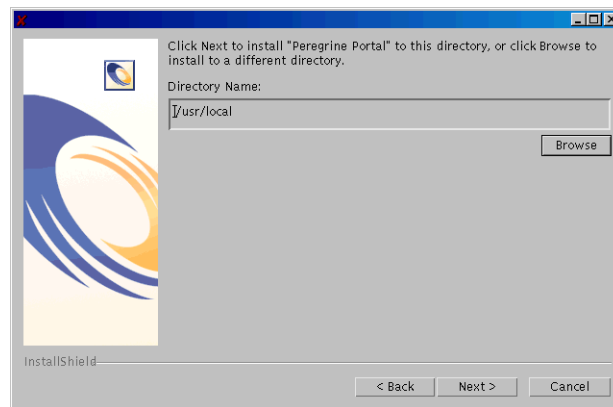 Click Next to install "Peregrine Portal" to this directory, or click Browse to
install to a different directory.
Directory Name:
/usr/local
Browse
InstallShield
< Back
Next >
Cancel